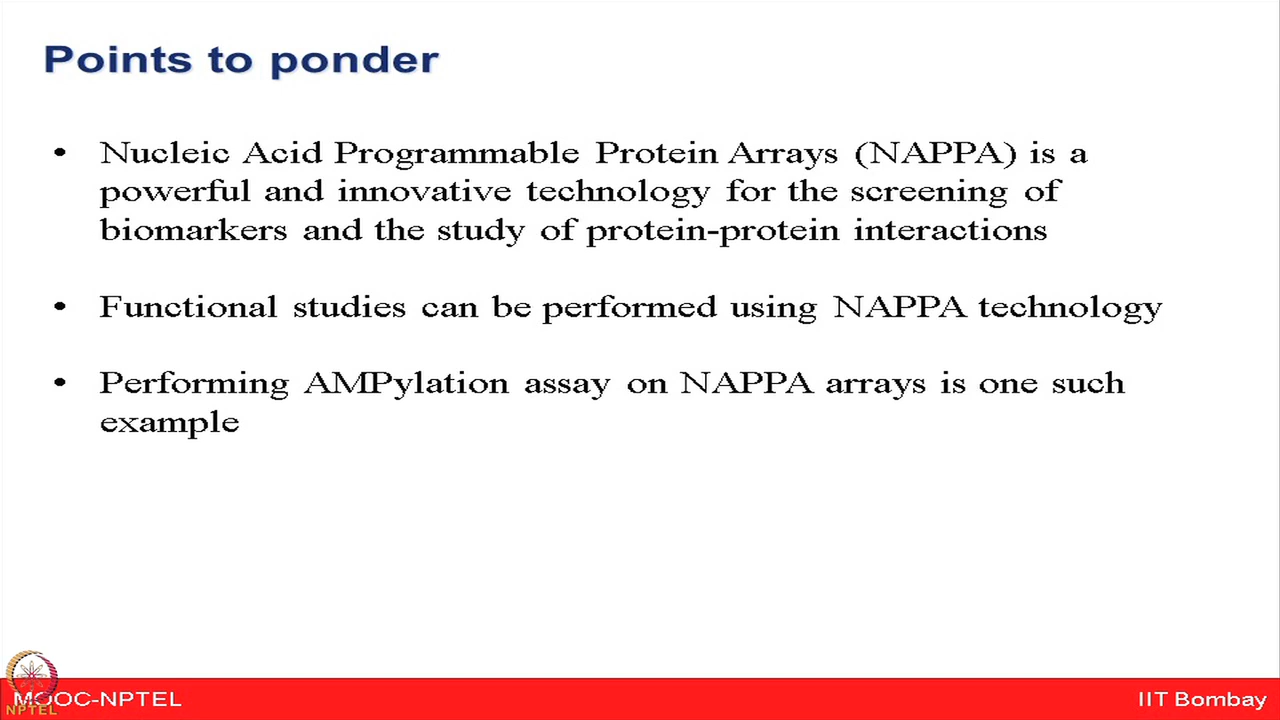 Points to ponder
• Nucleic Acid Programmable Protein Arrays (NAPPA) is a
powerful and innovative technology for the screening of
biomarkers and the study of protein-protein interactions
• Functional studies can be performed using NAPPA technology
• Performing AMPylation assay on NAPPA arrays is one such
example
MOOC-NPTEL
NPTEL
IIT Bombay